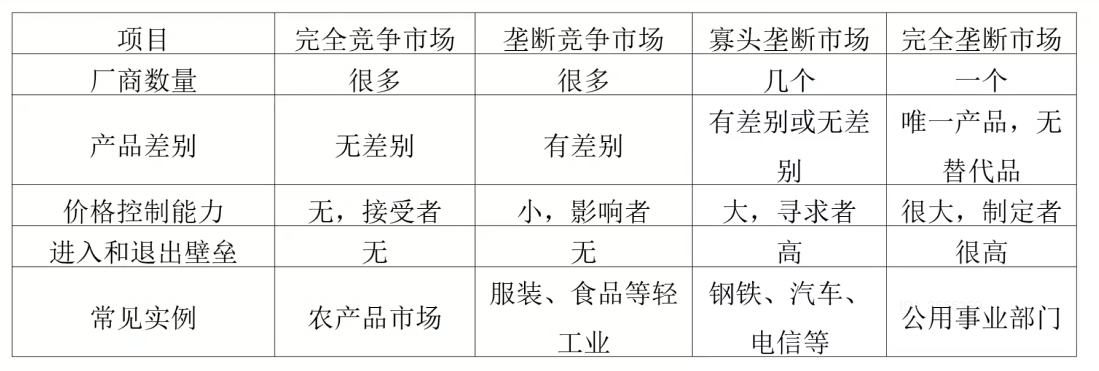 项目 完全竞争市场 垄断竞争市场 寡头垄断市场 完全垄断市场
厂商数量 很多 很多 几个 一个
产品差别 无差别 有差别 有差别或无差别 唯一产品，无替代品
价格控制能力 无，接受者 小，影响者 大，寻求者 很大，制定者
进入和退出壁垒 无 无 高 很高
常见实例 农产品市场 服装、食品等轻工业 钢铁、汽车、电信等 公用事业部门